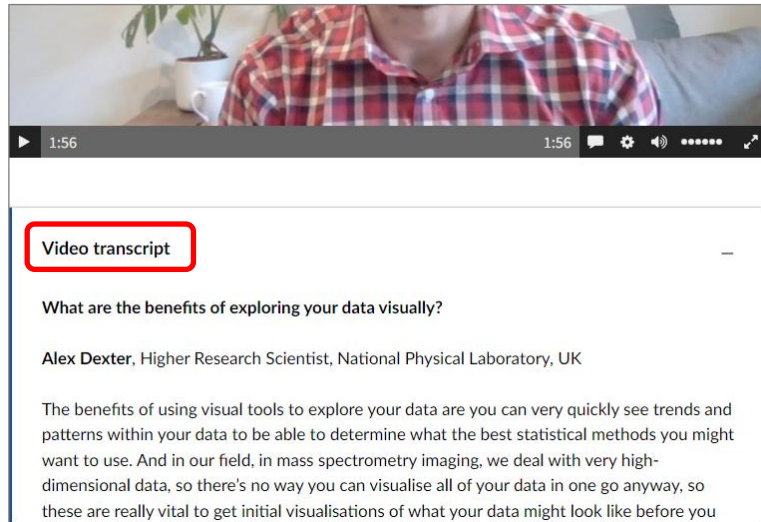 1:56 1:56
Video transcript
What are the benefits of exploring your data visually?
Alex Dexter, Higher Research Scientist, National Physical Laboratory, UK
The benefits of using visual tools to explore your data are you can very quickly see trends and
patterns within your data to be able to determine what the best statistical methods you might
want to use. And in our field, in mass spectrometry imaging, we deal with very high-
dimensional data, so there’s no way you can visualise all of your data in one go anyway, so
these are really vital to get initial visualisations of what your data might look like before you